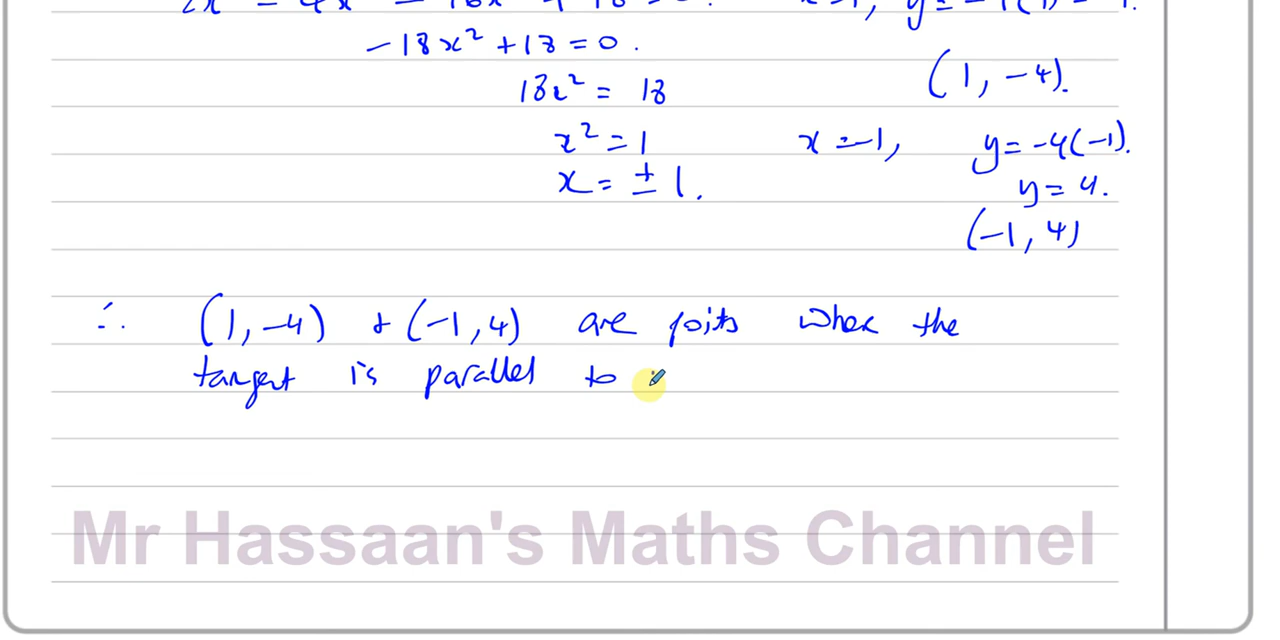 -18x² + 18 = 0.
18x² = 18
x² = 1
x = ± 1.
(1, -4).
x = -1, y = -4(-1).
y = 4.
(-1, 4)
∴ (1, -4) + (-1, 4) are points where the
tangent is parallel to
Mr Hassaan's Maths Channel